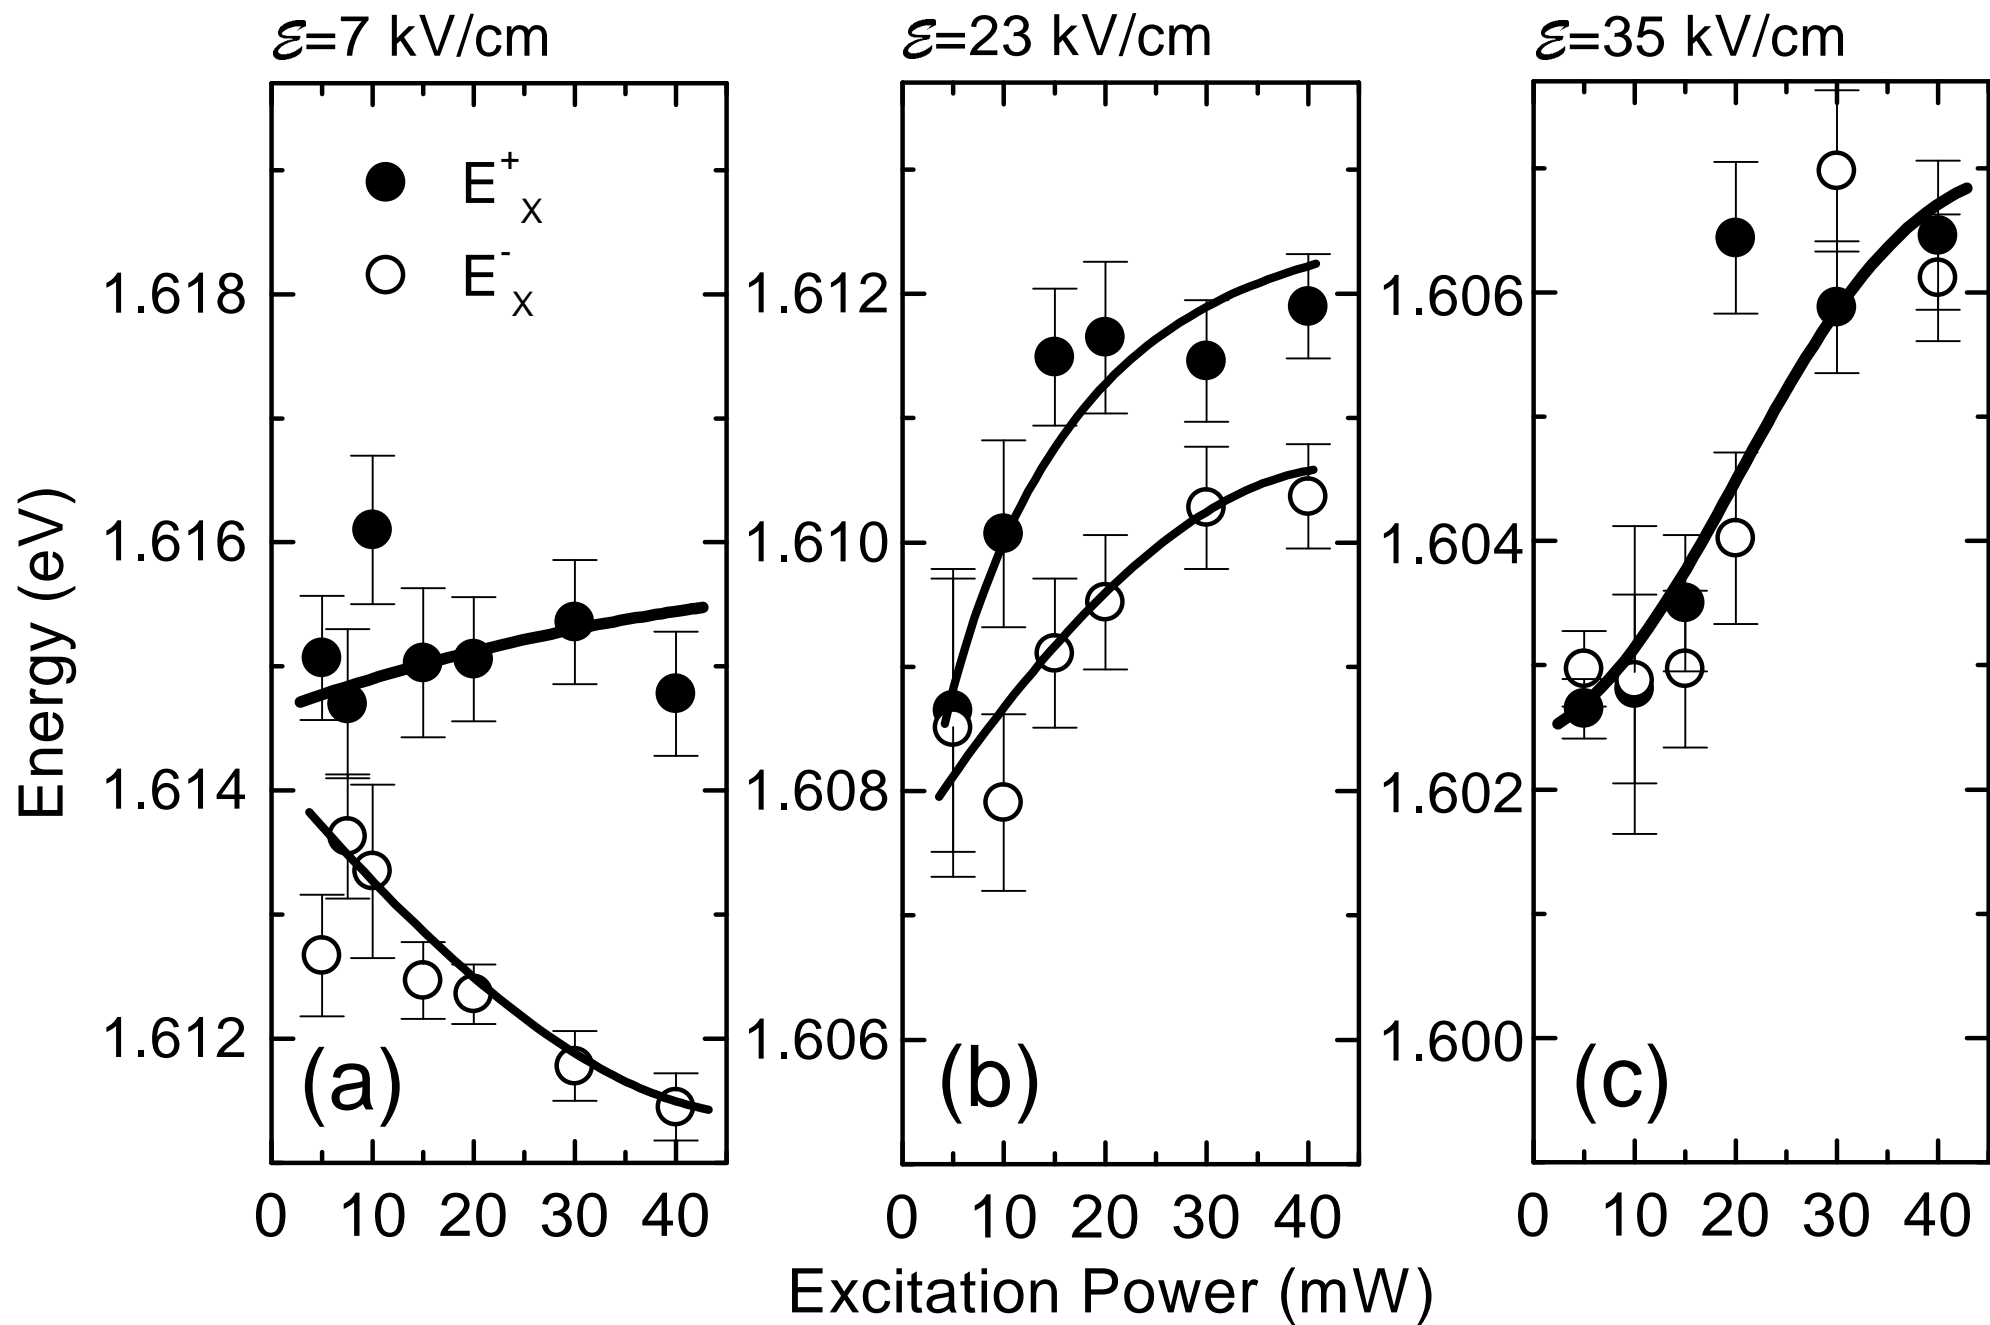 ℰ=7 kV/cm
ℰ=23 kV/cm
ℰ=35 kV/cm
E+X
E-X
1.618
1.616
1.614
1.612
1.612
1.610
1.608
1.606
1.606
1.604
1.602
1.600
Energy (eV)
(a)
(b)
(c)
0 10 20 30 40
0 10 20 30 40
0 10 20 30 40
Excitation Power (mW)